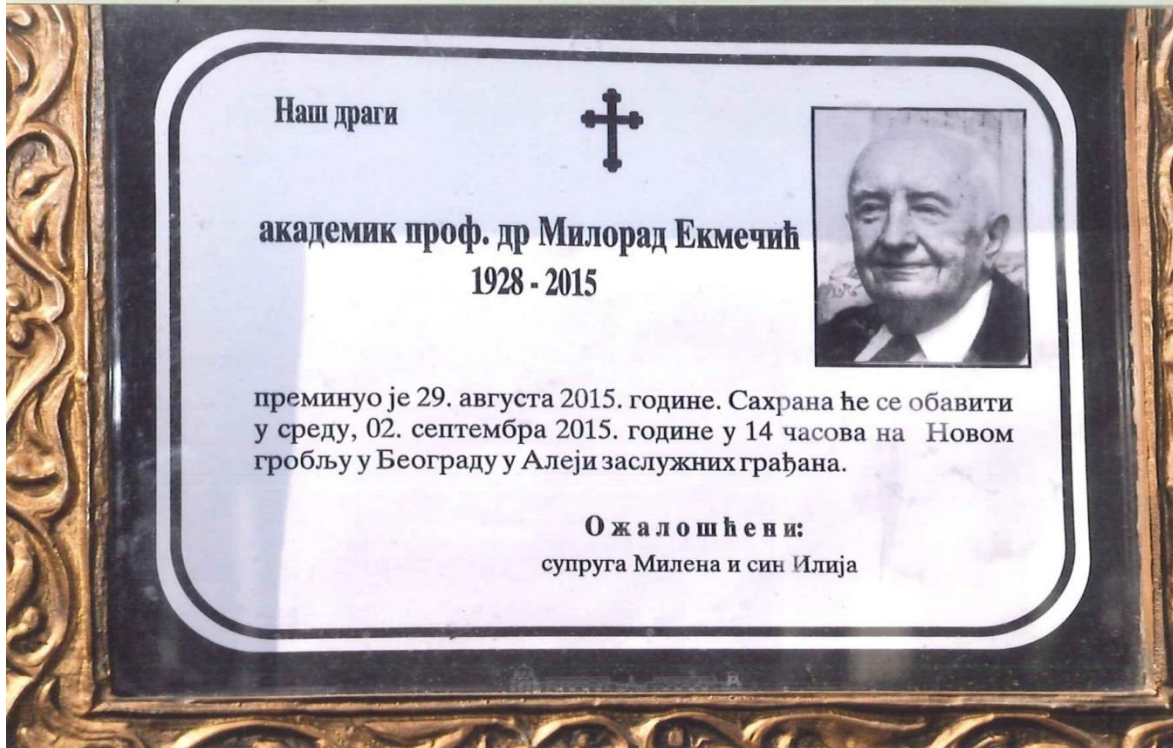 Наш драги
академик проф. др Милорад Екмечић
1928 - 2015
преминуо је 29. августа 2015. године. Сахрана ће се обавити
у среду, 02. септембра 2015. године у 14 часова на Новом
гробљу у Београду у Алеји заслужних грађана.
Ожалошћени:
супруга Милена и син Илија